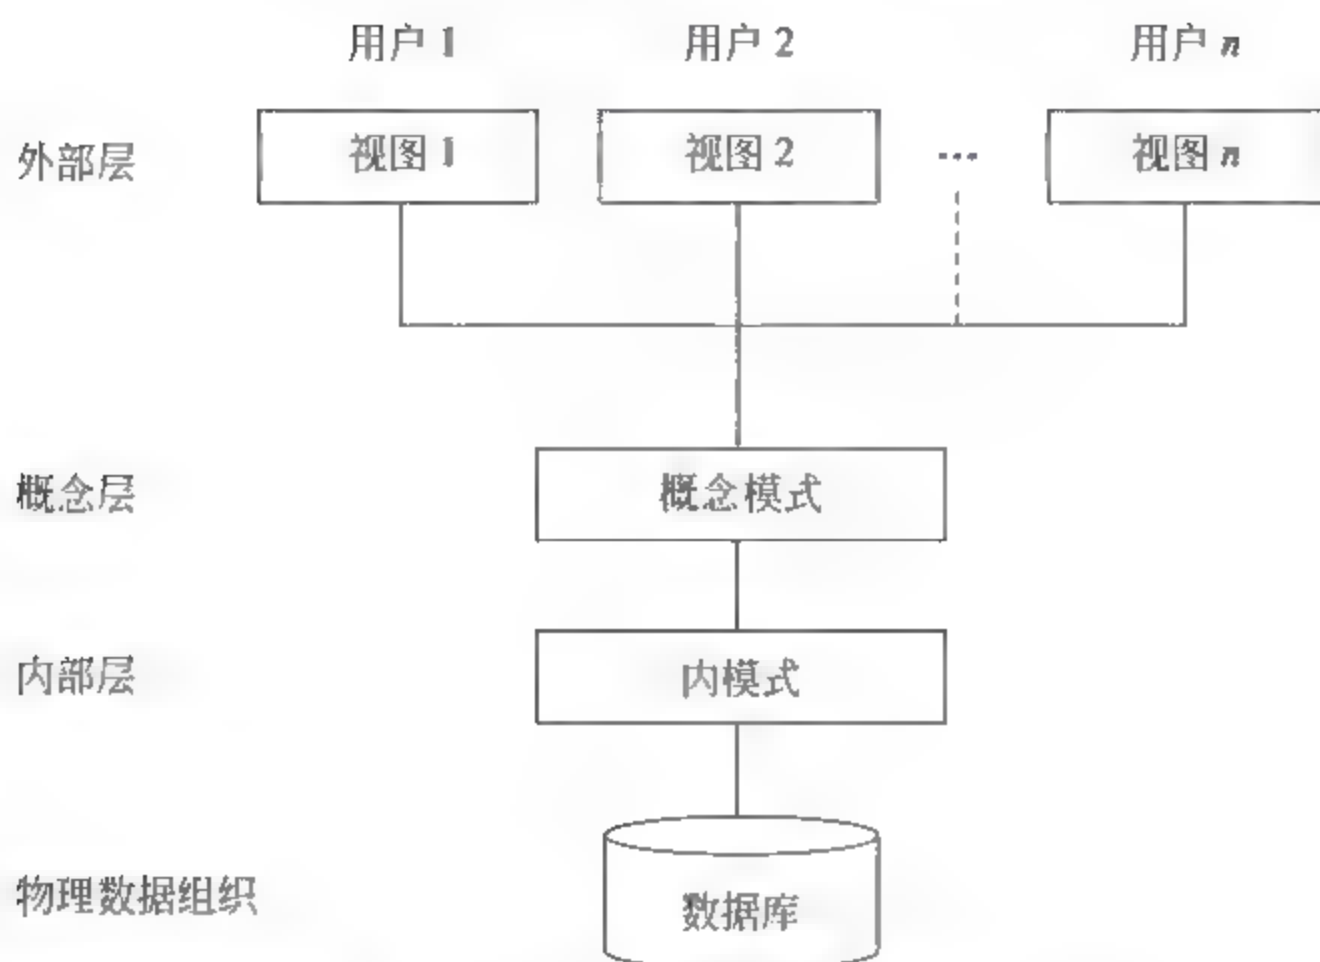 用户 1 用户 2 用户 n
外部层 视图 1 视图 2 … 视图 n
概念层 概念模式
内部层 内模式
物理数据组织 数据库